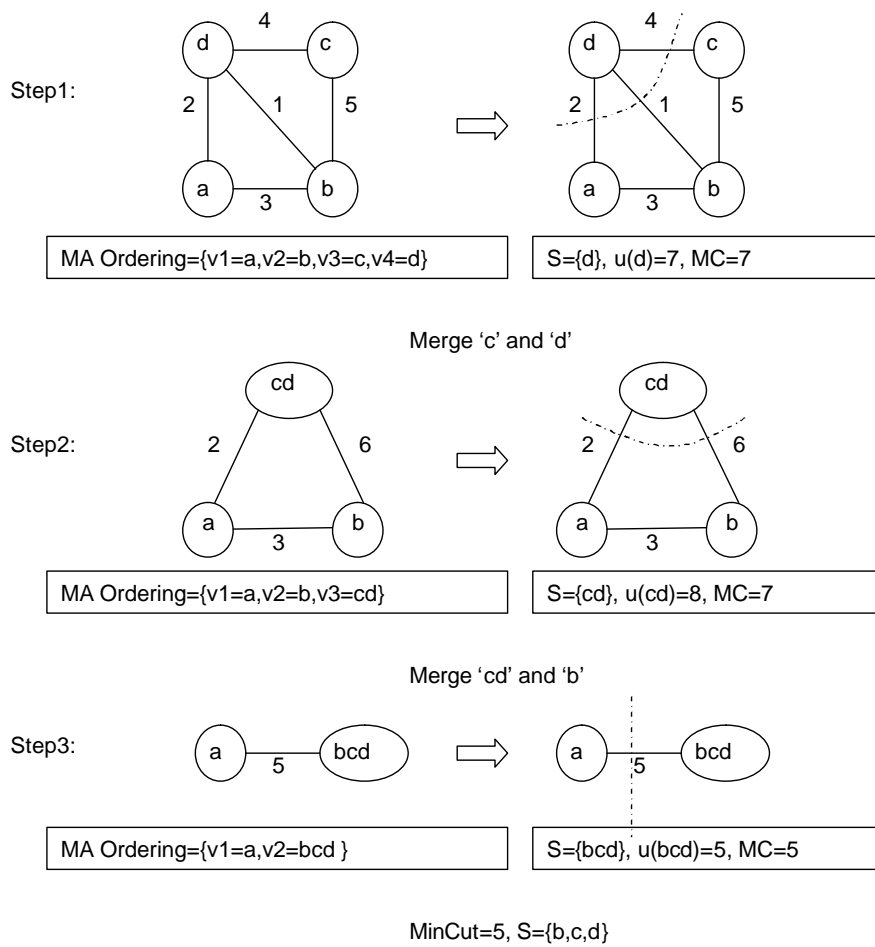 4
4
d
c
d
c
Step1:
2
1
5
2
1
5
a
b
a
b
3
3
MA Ordering={v1=a,v2=b,v3=c,v4=d}
S={d}, u(d)=7, MC=7
Merge ‘c’ and ‘d’
cd
cd
Step2:
2
6
2
6
a
b
a
b
3
3
MA Ordering={v1=a,v2=b,v3=cd}
S={cd}, u(cd)=8, MC=7
Merge ‘cd’ and ‘b’
Step3:
a
bcd
a
bcd
5
5
MA Ordering={v1=a,v2=bcd }
S={bcd}, u(bcd)=5, MC=5
MinCut=5, S={b,c,d}